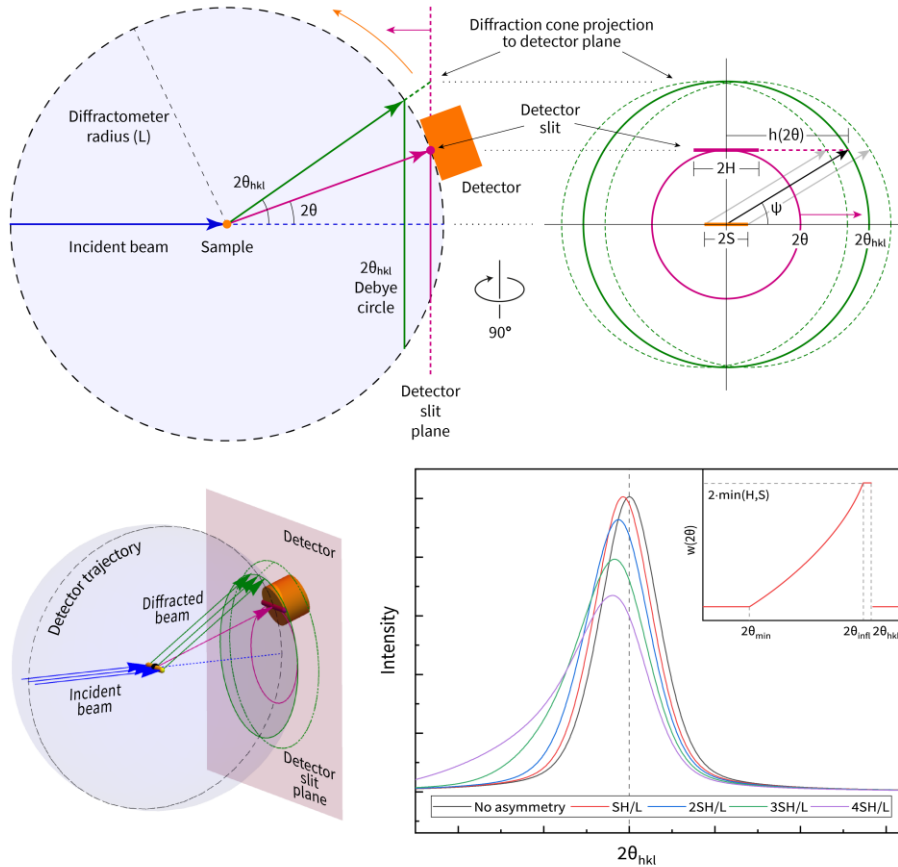 Diffraction cone projection
to detector plane
Diffractometer
radius (L)
Detector
slit
h(2θ)
2H
2θhkl
2θ
Detector
ψ
Incident beam
Sample
2S
2θ
2θhkl
2θhkl
Debye
circle
90°
Detector
slit
plane
Detector trajectory
Detector
Diffracted
beam
Incident
beam
Detector
slit
plane
Intensity
2·min(H,S)
w(2θ)
2θmin
2θinfl
2θhkl
No asymmetry
SH/L
2SH/L
3SH/L
4SH/L
2θhkl